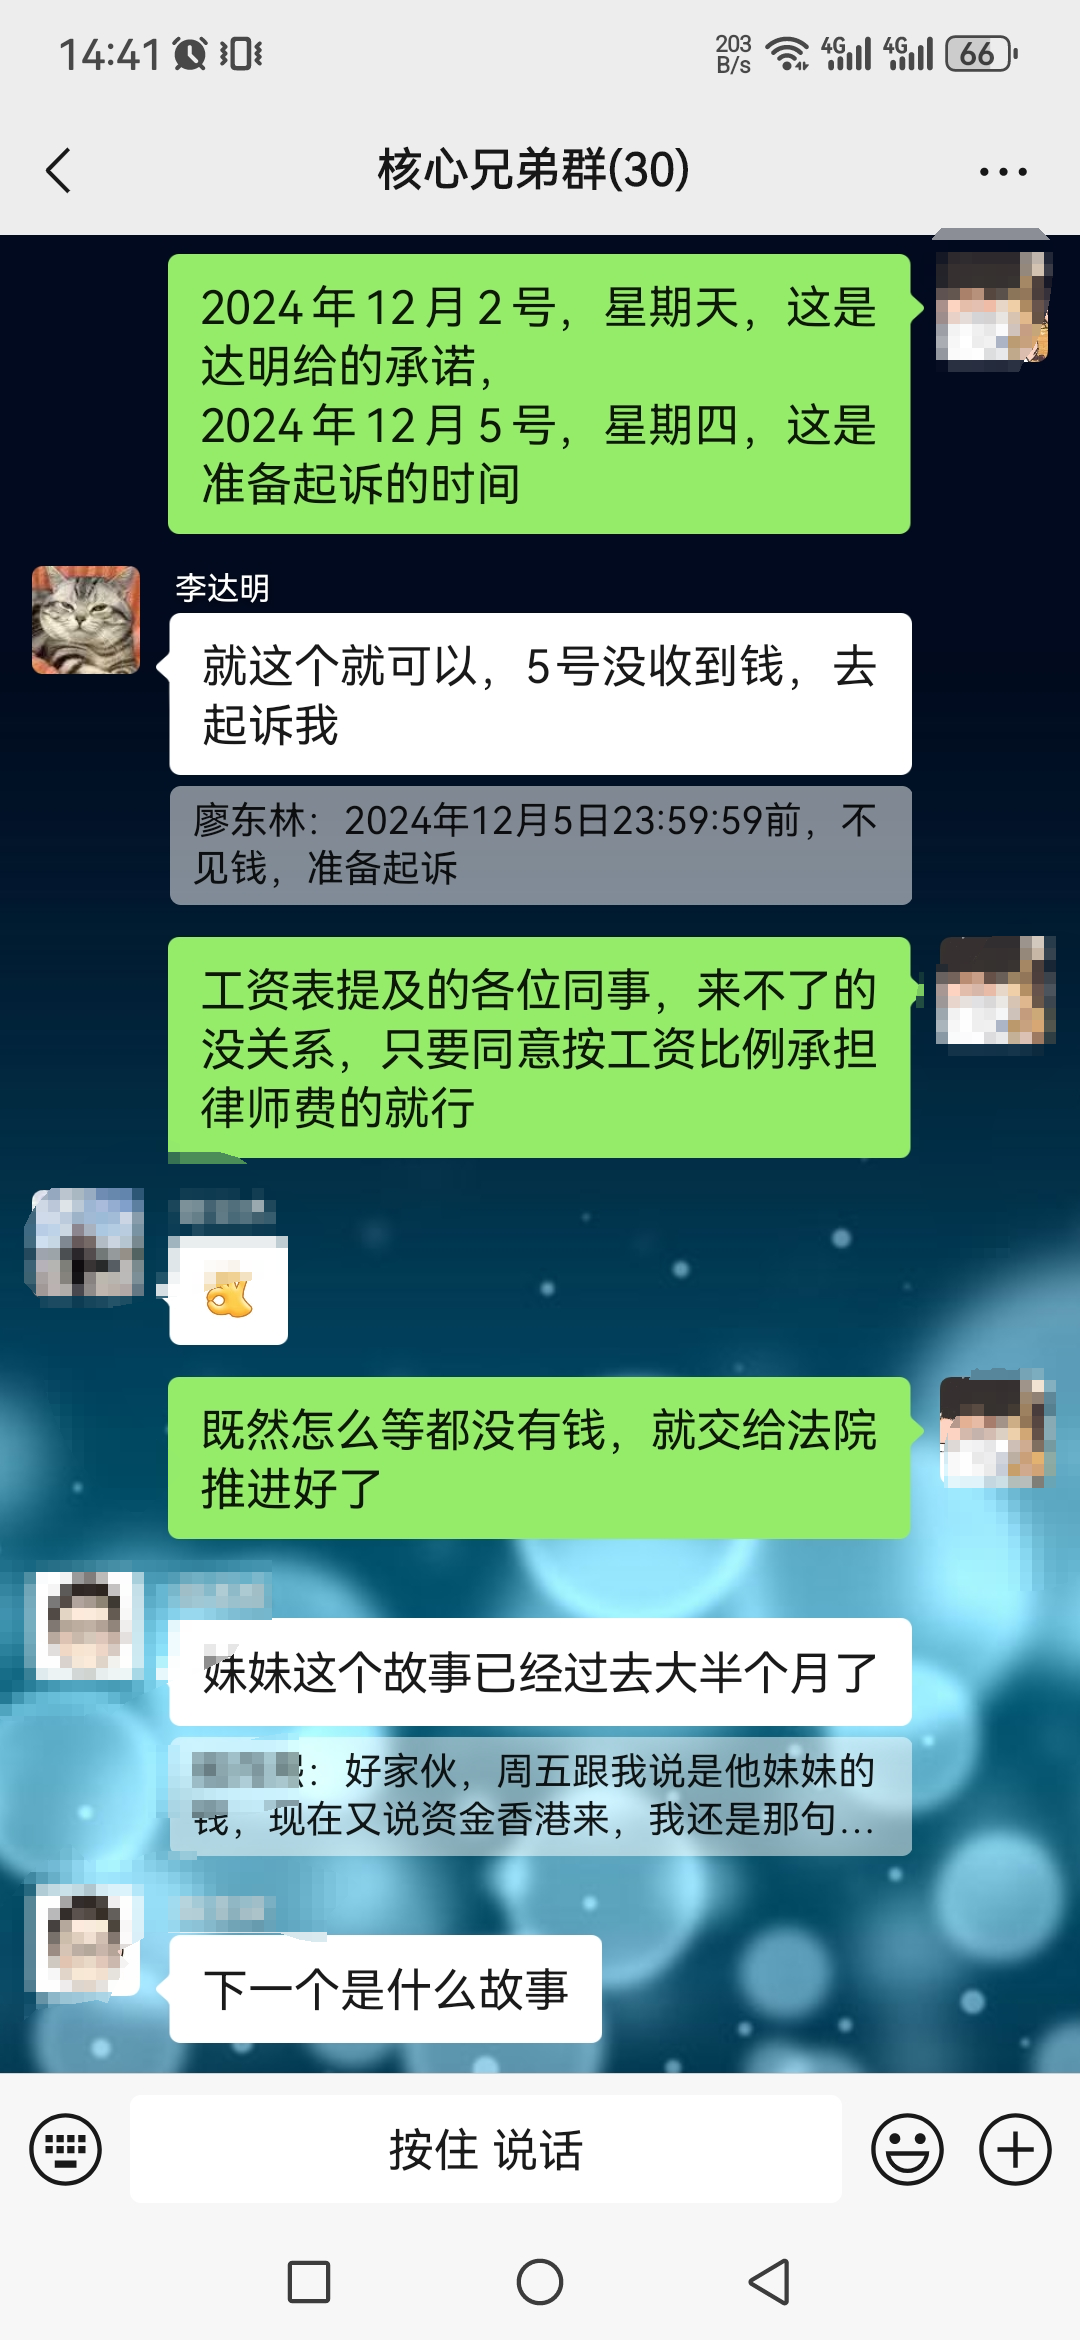 14:41
203
B/s
4G
4G
66
核心兄弟群(30)
2024年12月2号，星期天，这是
达明给的承诺，
2024年12月5号，星期四，这是
准备起诉的时间
李达明
就这个就可以，5号没收到钱，去
起诉我
廖东林：2024年12月5日23:59:59前，不
见钱，准备起诉
工资表提及的各位同事，来不了的
没关系，只要同意按工资比例承担
律师费的就行
既然怎么等都没有钱，就交给法院
推进好了
妹妹这个故事已经过去大半个月了
：好家伙，周五跟我说是他妹妹的
钱，现在又说资金香港来，我还是那句...
下一个是什么故事
按住 说话